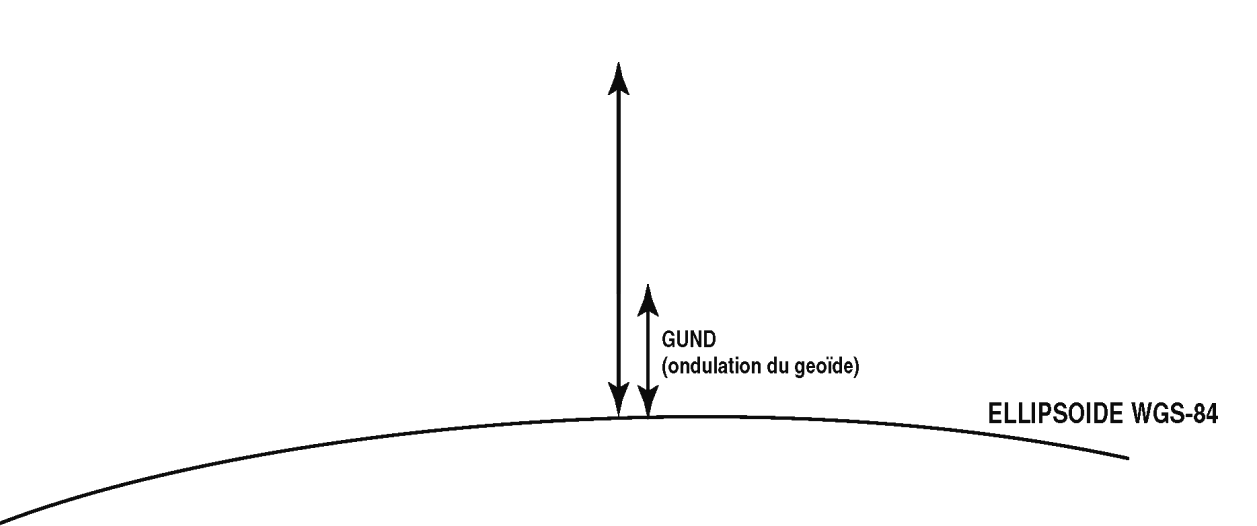 GUND
(ondulation du geoïde)
ELLIPSOIDE WGS-84